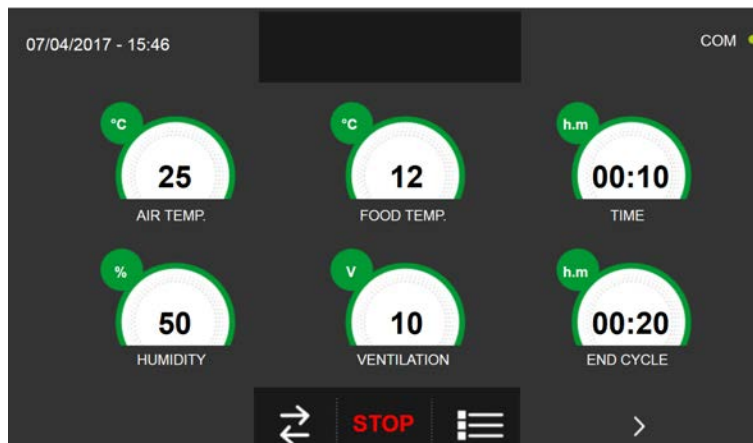 07/04/2017 - 15:46
COM
°C
25
AIR TEMP.
°C
12
FOOD TEMP.
h.m
00:10
TIME
%
50
HUMIDITY
V
10
VENTILATION
h.m
00:20
END CYCLE
STOP